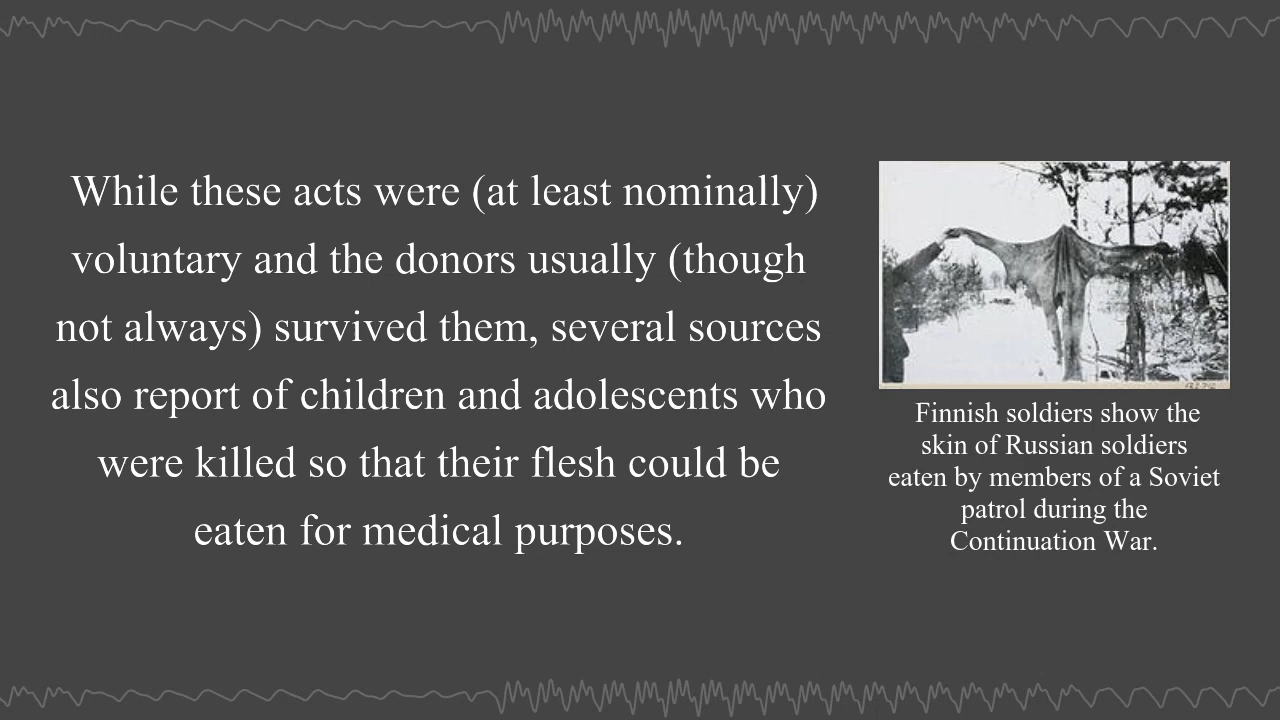 While these acts were (at least nominally)
voluntary and the donors usually (though
not always) survived them, several sources
also report of children and adolescents who
were killed so that their flesh could be
eaten for medical purposes.
Finnish soldiers show the
skin of Russian soldiers
eaten by members of a Soviet
patrol during the
Continuation War.